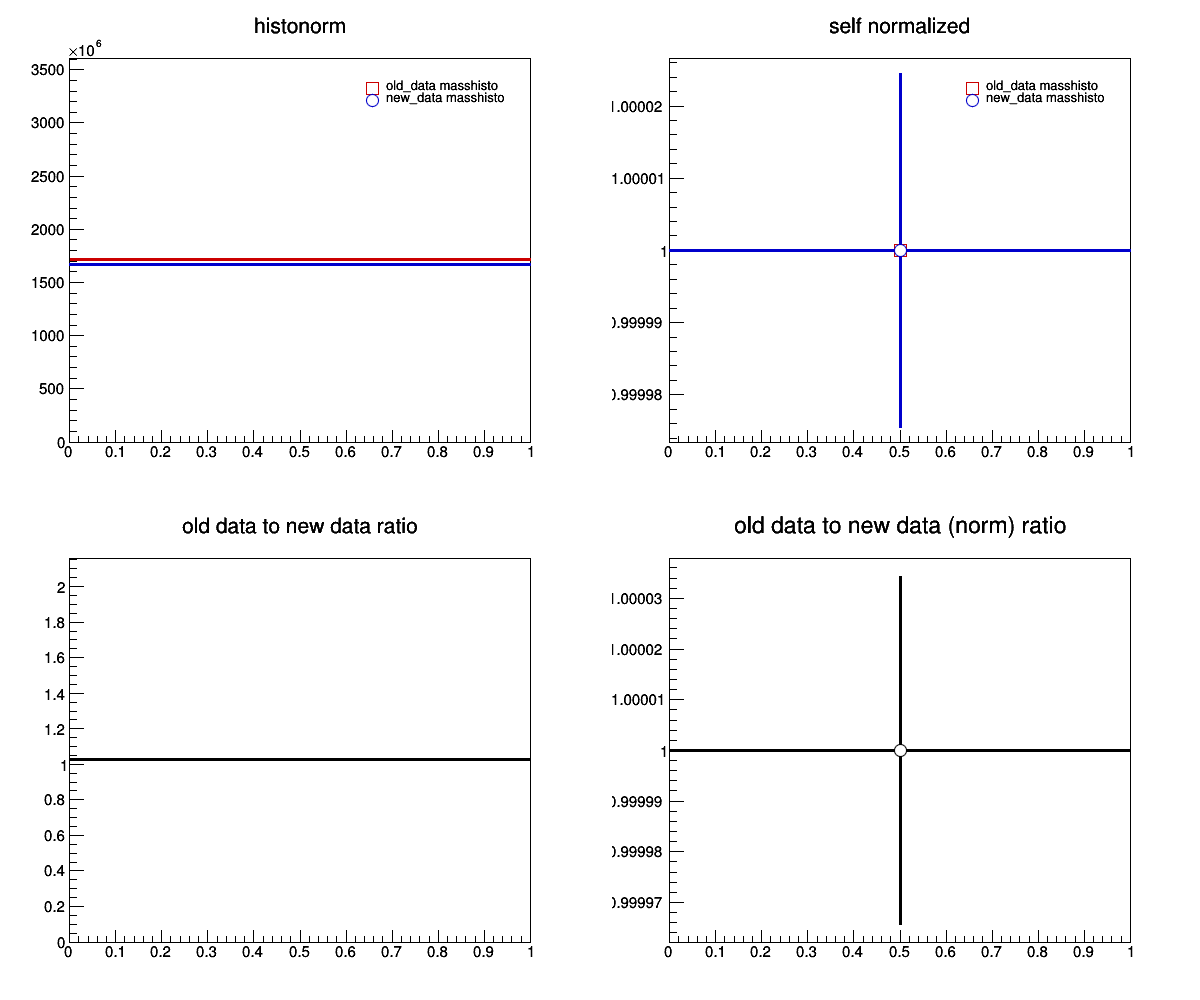 histonorm
×10^6
3500
3000
2500
2000
1500
1000
500
0
old_data masshisto
new_data masshisto
0 0.1 0.2 0.3 0.4 0.5 0.6 0.7 0.8 0.9 1
self normalized
1.00002
1.00001
1
0.99999
0.99998
old_data masshisto
new_data masshisto
0 0.1 0.2 0.3 0.4 0.5 0.6 0.7 0.8 0.9 1
old data to new data ratio
2
1.8
1.6
1.4
1.2
1
0.8
0.6
0.4
0.2
0
0 0.1 0.2 0.3 0.4 0.5 0.6 0.7 0.8 0.9 1
old data to new data (norm) ratio
1.00003
1.00002
1.00001
1
0.99999
0.99998
0.99997
0 0.1 0.2 0.3 0.4 0.5 0.6 0.7 0.8 0.9 1